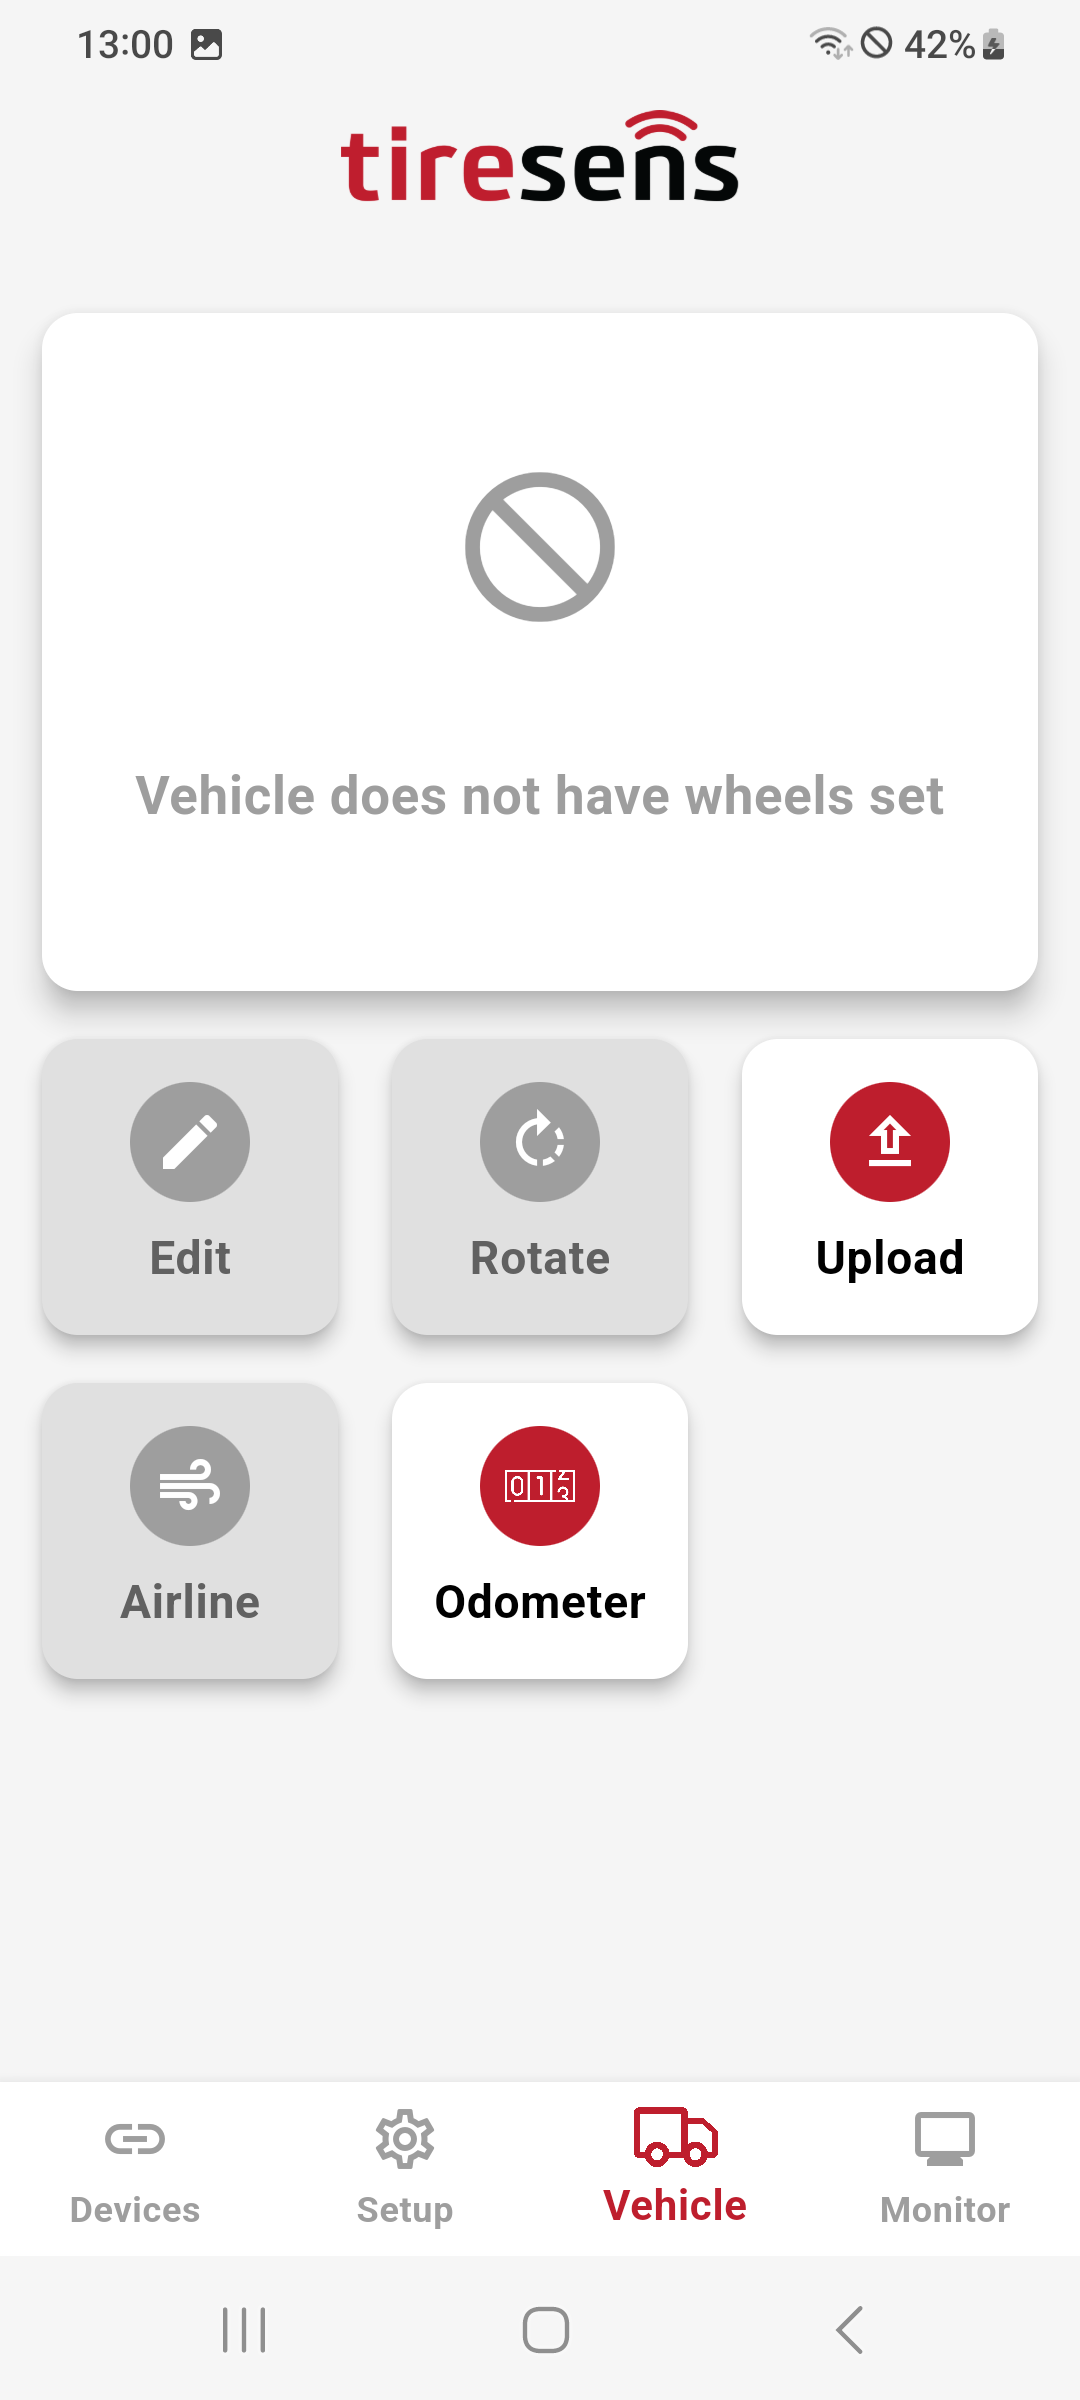 13:00
42%
tiresens
Vehicle does not have wheels set
Edit
Rotate
Upload
Airline
Odometer
Devices
Setup
Vehicle
Monitor